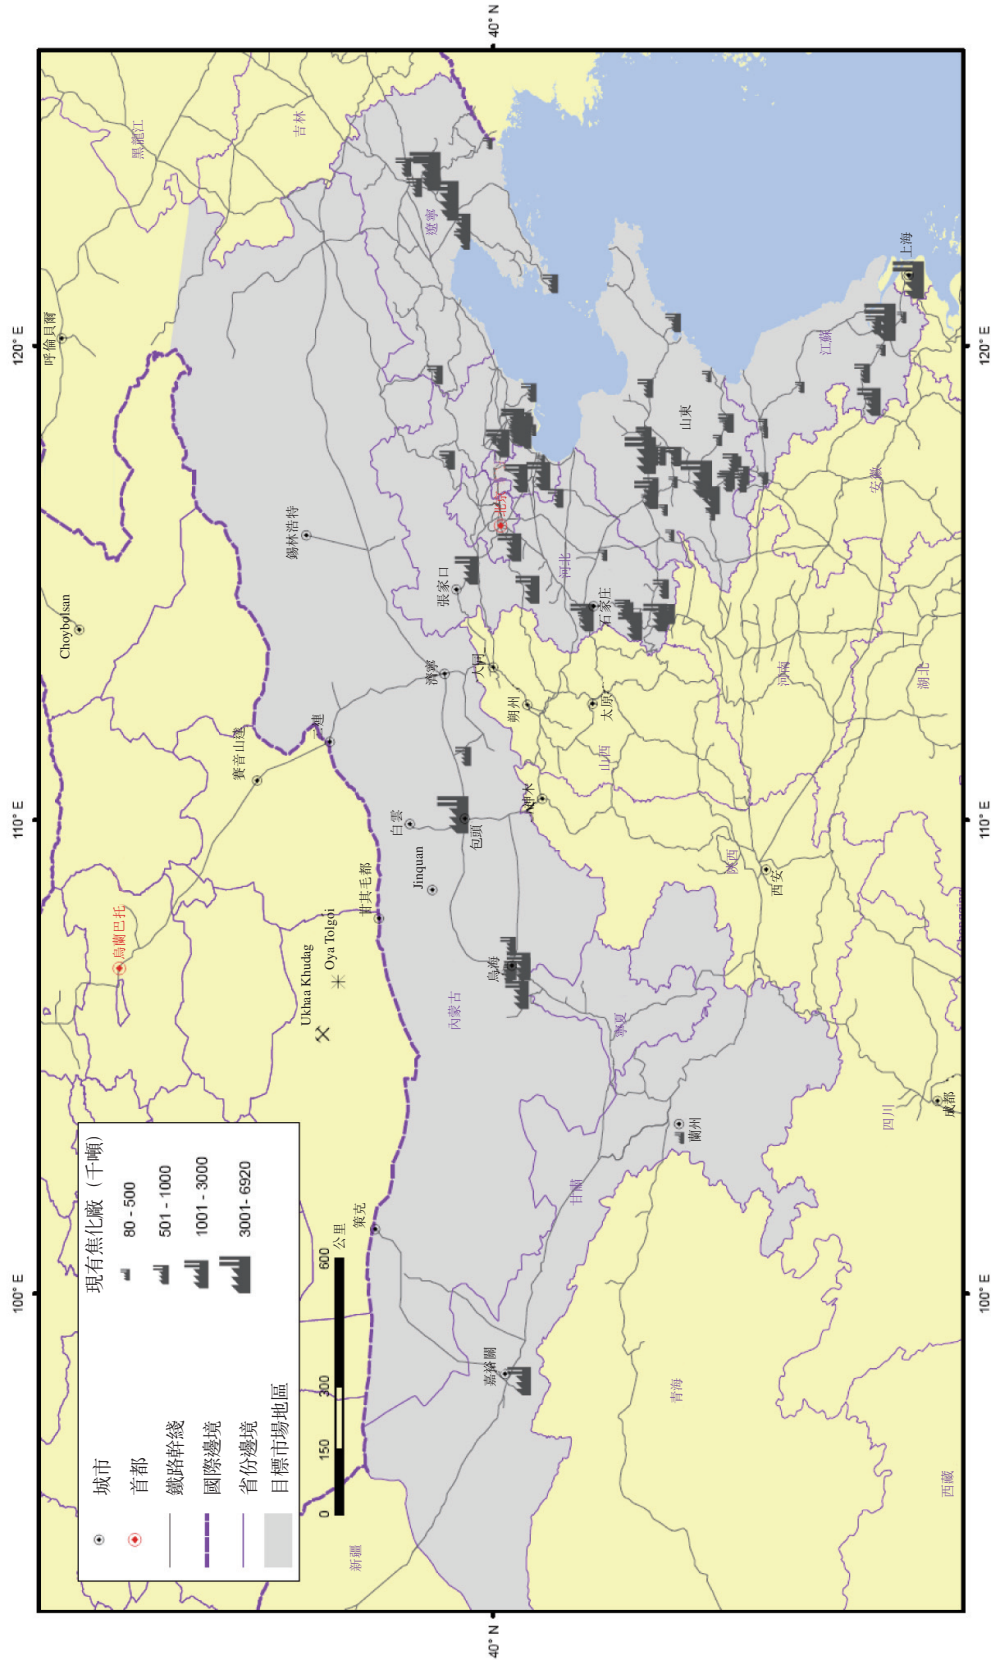 100° E
110° E
120° E
40° N
40° N
現有焦化廠（千噸）
80 - 500
501 - 1000
1001 - 3000
3001- 6920
城市
首都
鐵路幹綫
國際邊境
省份邊境
目標市場地區
0
150
300
600
公里
烏蘭巴托
Choybolsan
呼倫貝爾
黑龍江
吉林
遼寧
賽音山達
二連
錫林浩特
Ukhaa Khudag
Oya Tolgoi
甘其毛都
Jinquan
白雲
包頭
濟寧
張家口
大同
北京
河北
石家庄
朔州
太原
山西
神木
烏海
內蒙古
策克
嘉裕關
新疆
甘肅
寧夏
蘭州
青海
西藏
四川
成都
陝西
西安
河南
湖北
安徽
山東
江蘇
上海
Chongqing